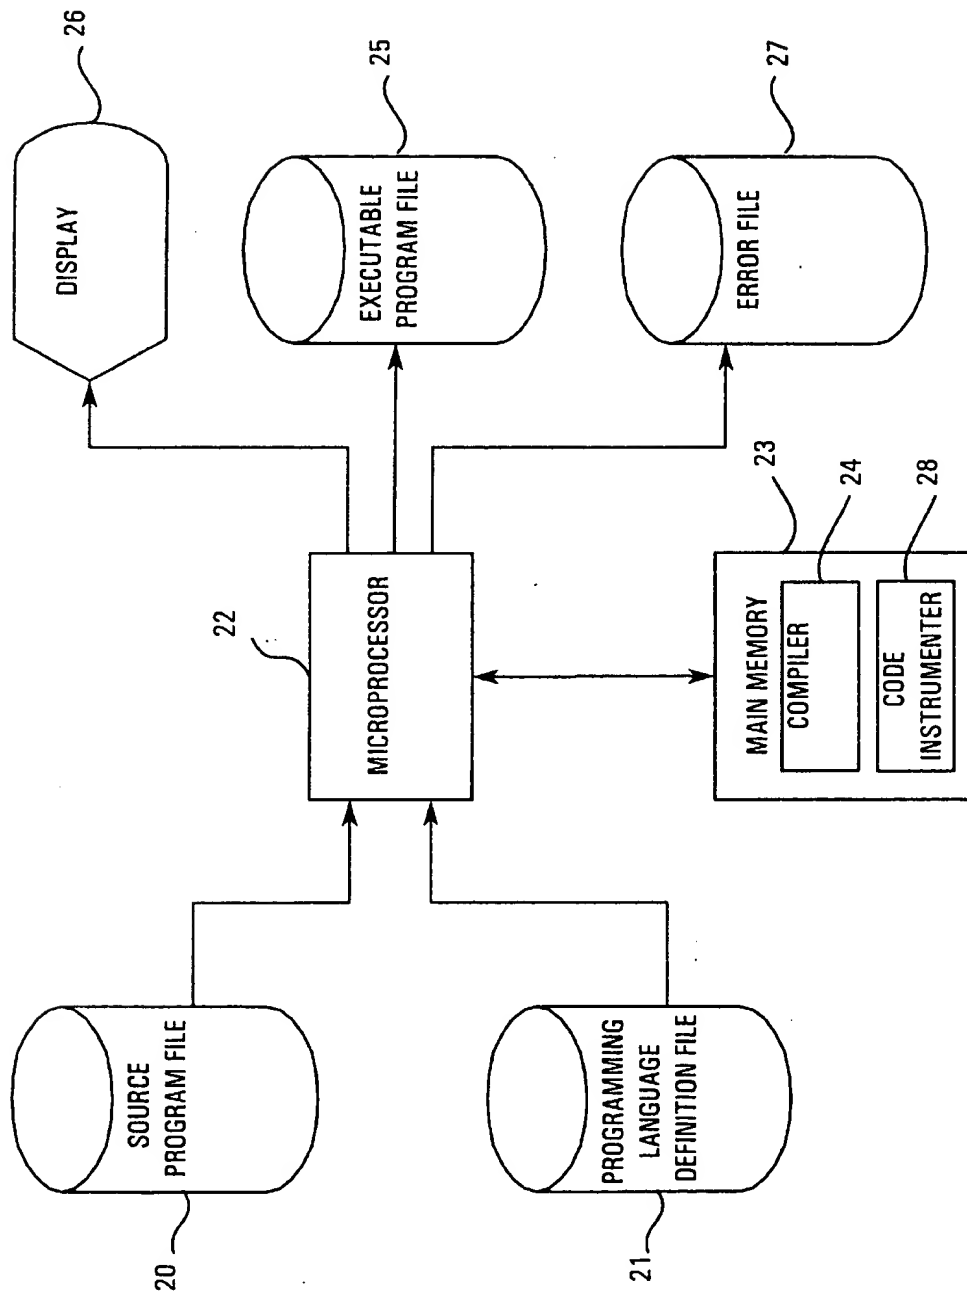 26
DISPLAY
25
EXECUTABLE
PROGRAM FILE
27
ERROR FILE
22
MICROPROCESSOR
23
MAIN MEMORY
24
COMPILER
28
CODE
INSTRUMENTER
SOURCE
PROGRAM FILE
20
PROGRAMMING
LANGUAGE
DEFINITION FILE
21